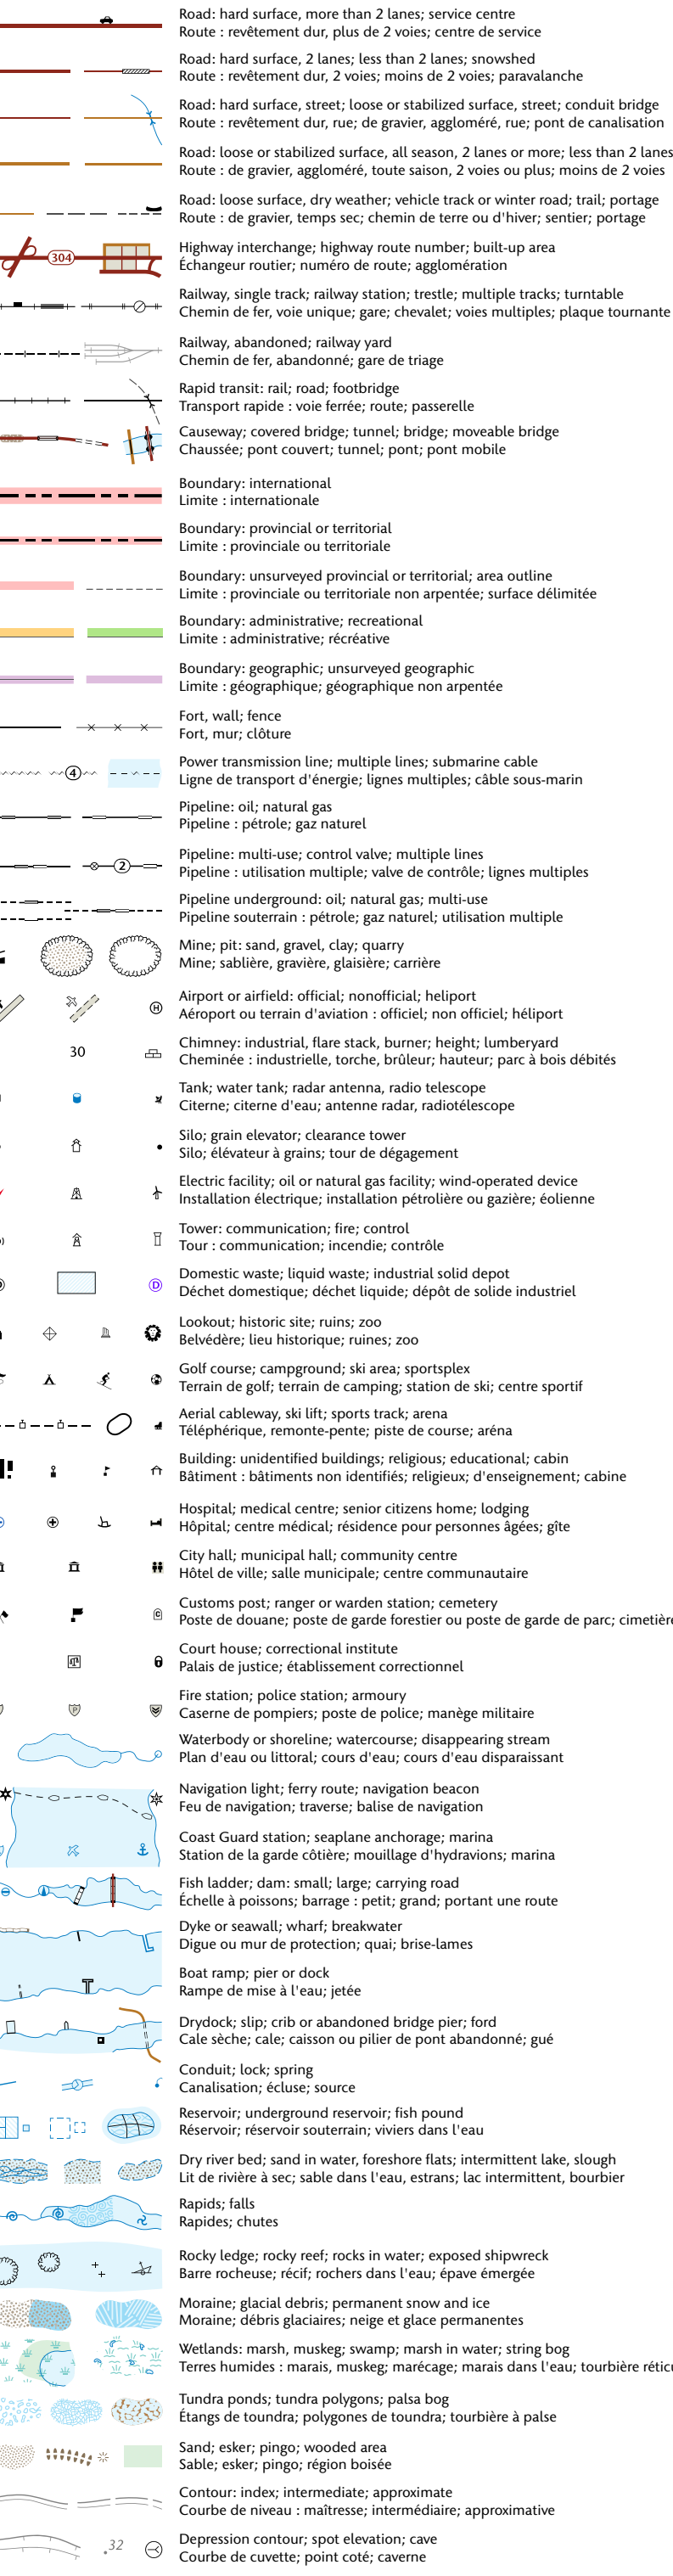 Road: hard surface, more than 2 lanes; service centre
Route : revêtement dur, plus de 2 voies; centre de service
Road: hard surface, 2 lanes; less than 2 lanes; snowshed
Route : revêtement dur, 2 voies; moins de 2 voies; paravalanche
Road: hard surface, street; loose or stabilized surface, street; conduit bridge
Route : revêtement dur, rue; de gravier, aggloméré, rue; pont de canalisation
Road: loose or stabilized surface, all season, 2 lanes or more; less than 2 lanes
Route : de gravier, aggloméré, toute saison, 2 voies ou plus; moins de 2 voies
Road: loose surface, dry weather; vehicle track or winter road; trail; portage
Route : de gravier, temps sec; chemin de terre ou d'hiver; sentier; portage
304
Highway interchange; highway route number; built-up area
Échangeur routier; numéro de route; agglomération
Railway, single track; railway station; trestle; multiple tracks; turntable
Chemin de fer, voie unique; gare; chevalet; voies multiples; plaque tournante
Railway, abandoned; railway yard
Chemin de fer, abandonné; gare de triage
Rapid transit: rail; road; footbridge
Transport rapide : voie ferrée; route; passerelle
Causeway; covered bridge; tunnel; bridge; moveable bridge
Chaussée; pont couvert; tunnel; pont; pont mobile
Boundary: international
Limite : internationale
Boundary: provincial or territorial
Limite : provinciale ou territoriale
Boundary: unsurveyed provincial or territorial; area outline
Limite : provinciale ou territoriale non arpentée; surface délimitée
Boundary: administrative; recreational
Limite : administrative; récréative
Boundary: geographic; unsurveyed geographic
Limite : géographique; géographique non arpentée
Fort, wall; fence
Fort, mur; clôture
4
Power transmission line; multiple lines; submarine cable
Ligne de transport d'énergie; lignes multiples; câble sous-marin
Pipeline: oil; natural gas
Pipeline : pétrole; gaz naturel
2
Pipeline: multi-use; control valve; multiple lines
Pipeline : utilisation multiple; valve de contrôle; lignes multiples
Pipeline underground: oil; natural gas; multi-use
Pipeline souterrain : pétrole; gaz naturel; utilisation multiple
Mine; pit: sand, gravel, clay; quarry
Mine; sablière, gravière, glaisière; carrière
H
Airport or airfield: official; nonofficial; heliport
Aéroport ou terrain d'aviation : officiel; non officiel; héliport
30
Chimney: industrial, flare stack, burner; height; lumberyard
Cheminée : industrielle, torche, brûleur; hauteur; parc à bois débités
Tank; water tank; radar antenna, radio telescope
Citerne; citerne d'eau; antenne radar, radiotélescope
Silo; grain elevator; clearance tower
Silo; élévateur à grains; tour de dégagement
Electric facility; oil or natural gas facility; wind-operated device
Installation électrique; installation pétrolière ou gazière; éolienne
Tower: communication; fire; control
Tour : communication; incendie; contrôle
D
Domestic waste; liquid waste; industrial solid depot
Déchet domestique; déchet liquide; dépôt de solide industriel
Lookout; historic site; ruins; zoo
Belvédère; lieu historique; ruines; zoo
Golf course; campground; ski area; sportsplex
Terrain de golf; terrain de camping; station de ski; centre sportif
Aerial cableway, ski lift; sports track; arena
Téléphérique, remonte-pente; piste de course; aréna
Building: unidentified buildings; religious; educational; cabin
Bâtiment : bâtiments non identifiés; religieux; d'enseignement; cabine
Hospital; medical centre; senior citizens home; lodging
Hôpital; centre médical; résidence pour personnes âgées; gîte
City hall; municipal hall; community centre
Hôtel de ville; salle municipale; centre communautaire
C
Customs post; ranger or warden station; cemetery
Poste de douane; poste de garde forestier ou poste de garde de parc; cimetière
Court house; correctional institute
Palais de justice; établissement correctionnel
P
Fire station; police station; armoury
Caserne de pompiers; poste de police; manège militaire
Waterbody or shoreline; watercourse; disappearing stream
Plan d'eau ou littoral; cours d'eau; cours d'eau disparaissant
Navigation light; ferry route; navigation beacon
Feu de navigation; traverse; balise de navigation
Coast Guard station; seaplane anchorage; marina
Station de la garde côtière; mouillage d'hydravions; marina
Fish ladder; dam: small; large; carrying road
Échelle à poissons; barrage : petit; grand; portant une route
Dyke or seawall; wharf; breakwater
Digue ou mur de protection; quai; brise-lames
Boat ramp; pier or dock
Rampe de mise à l'eau; jetée
Drydock; slip; crib or abandoned bridge pier; ford
Cale sèche; cale; caisson ou pilier de pont abandonné; gué
Conduit; lock; spring
Canalisation; écluse; source
Reservoir; underground reservoir; fish pound
Réservoir; réservoir souterrain; viviers dans l'eau
Dry river bed; sand in water, foreshore flats; intermittent lake, slough
Lit de rivière à sec; sable dans l'eau, estrans; lac intermittent, bourbier
Rapids; falls
Rapides; chutes
Rocky ledge; rocky reef; rocks in water; exposed shipwreck
Barre rocheuse; récif; rochers dans l'eau; épave émergée
Moraine; glacial debris; permanent snow and ice
Moraine; débris glaciaires; neige et glace permanentes
Wetlands: marsh, muskeg; swamp; marsh in water; string bog
Terres humides : marais, muskeg; marécage; marais dans l'eau; tourbière
Tundra ponds; tundra polygons; palsa bog
Étangs de toundra; polygones de toundra; tourbière à palse
Sand; esker; pingo; wooded area
Sable; esker; pingo; région boisée
Contour: index; intermediate; approximate
Courbe de niveau : maîtresse; intermédiaire; approximative
.32
Depression contour; spot elevation; cave
Courbe de cuvette; point coté; caverne